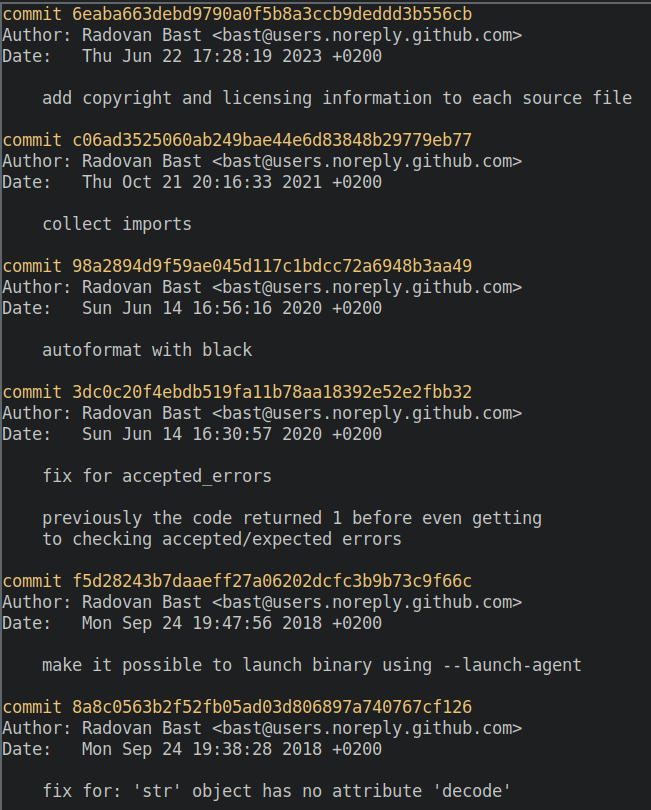 commit 6eaba663debd9790a0f5b8a3ccb9deddd3b556cb
Author: Radovan Bast <bast@users.noreply.github.com>
Date:   Thu Jun 22 17:28:19 2023 +0200
add copyright and licensing information to each source file
commit c06ad3525060ab249bae44e6d83848b29779eb77
Author: Radovan Bast <bast@users.noreply.github.com>
Date:   Thu Oct 21 20:16:33 2021 +0200
collect imports
commit 98a2894d9f59ae045d117c1bdcc72a6948b3aa49
Author: Radovan Bast <bast@users.noreply.github.com>
Date:   Sun Jun 14 16:56:16 2020 +0200
autoformat with black
commit 3dc0c20f4ebdb519fa11b78aa18392e52e2fbb32
Author: Radovan Bast <bast@users.noreply.github.com>
Date:   Sun Jun 14 16:30:57 2020 +0200
fix for accepted_errors
previously the code returned 1 before even getting
to checking accepted/expected errors
commit f5d28243b7daaeff27a06202dcfc3b9b73c9f66c
Author: Radovan Bast <bast@users.noreply.github.com>
Date:   Mon Sep 24 19:47:56 2018 +0200
make it possible to launch binary using --launch-agent
commit 8a8c0563b2f52fb05ad03d806897a740767cf126
Author: Radovan Bast <bast@users.noreply.github.com>
Date:   Mon Sep 24 19:38:28 2018 +0200
fix for: 'str' object has no attribute 'decode'